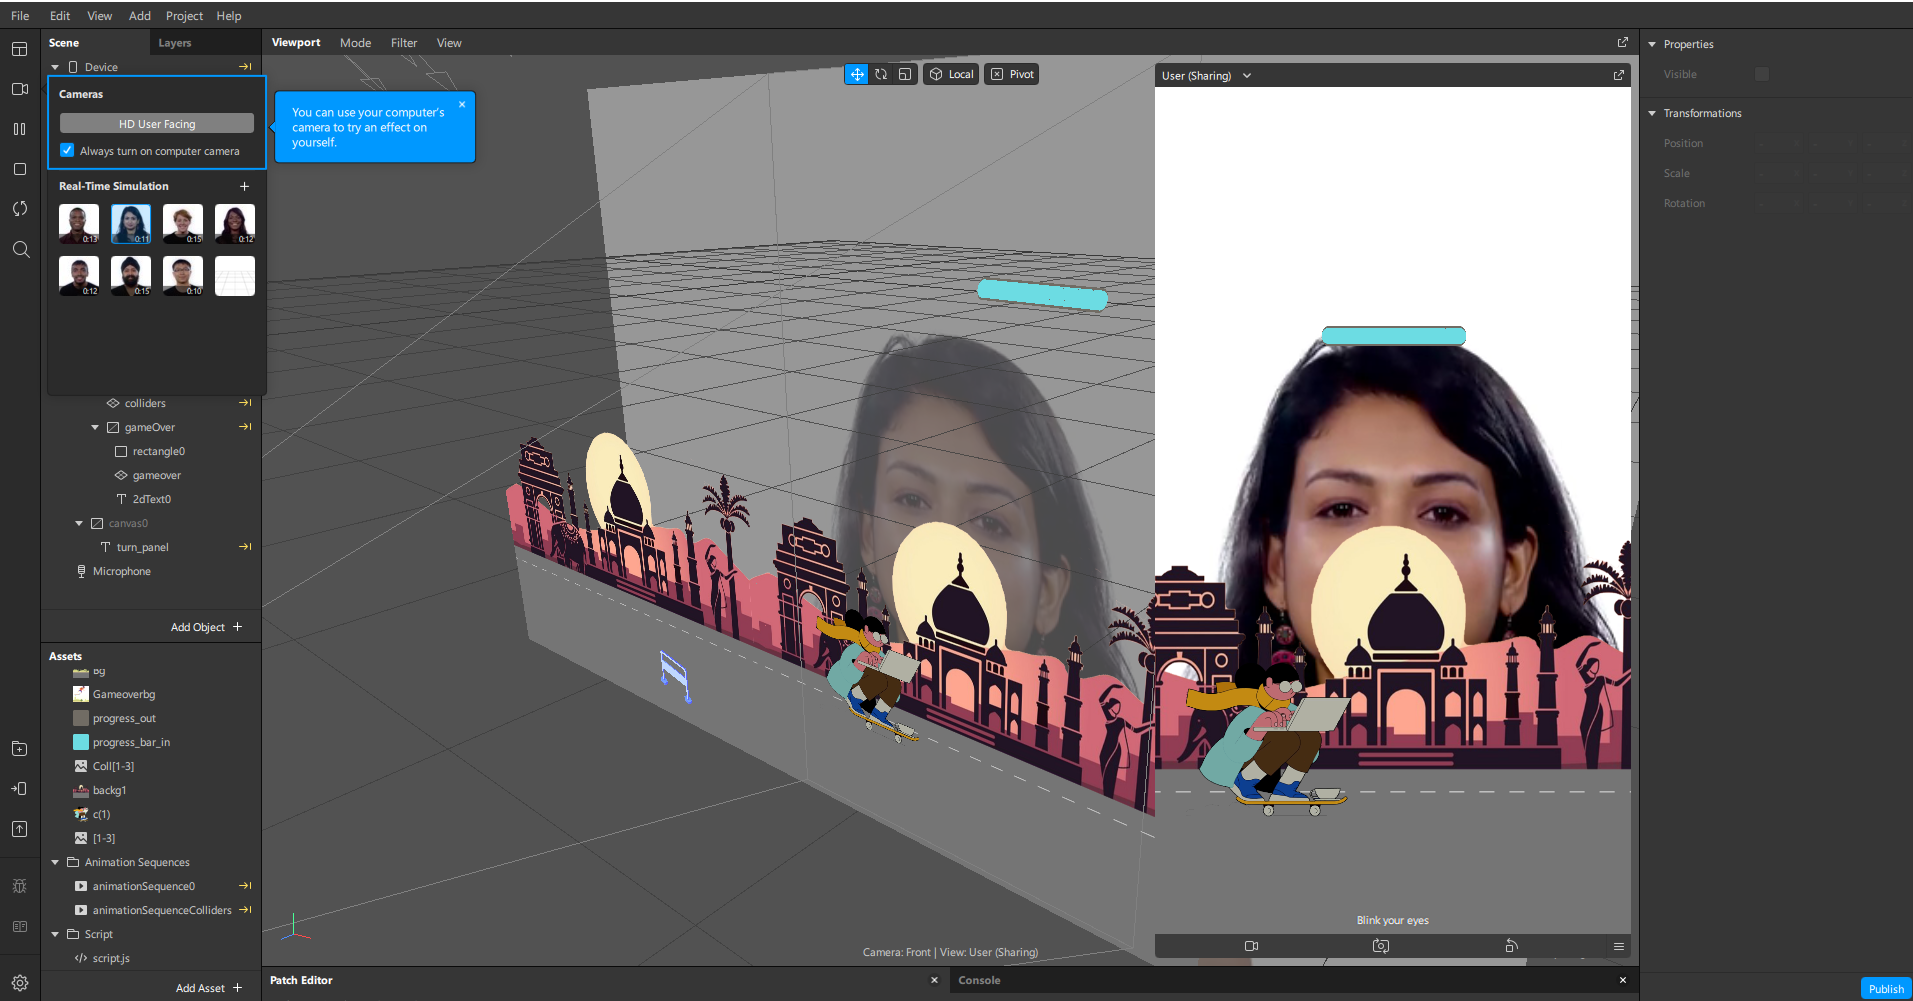 File Edit View Add Project Help
Scene
Layers
Viewport Mode Filter View
Properties
Device
Visible
Cameras
HD User Facing
Always turn on computer camera
You can use your computer's
camera to try an effect on
yourself.
Local
Pivot
User (Sharing)
Transformations
Position
Scale
Rotation
Real-Time Simulation
0:13
0:11
0:15
0:12
0:12
0:15
0:10
colliders
gameOver
rectangle0
gameover
2dText0
canvas0
turn_panel
Microphone
Add Object
Assets
bg
Gameoverbg
progress_out
progress_bar_in
Coll[1-3]
backg1
c(1)
[1-3]
Animation Sequences
animationSequence0
animationSequenceColliders
Script
script.js
Add Asset
Blink your eyes
Camera: Front | View: User (Sharing)
Patch Editor
Console
Publish